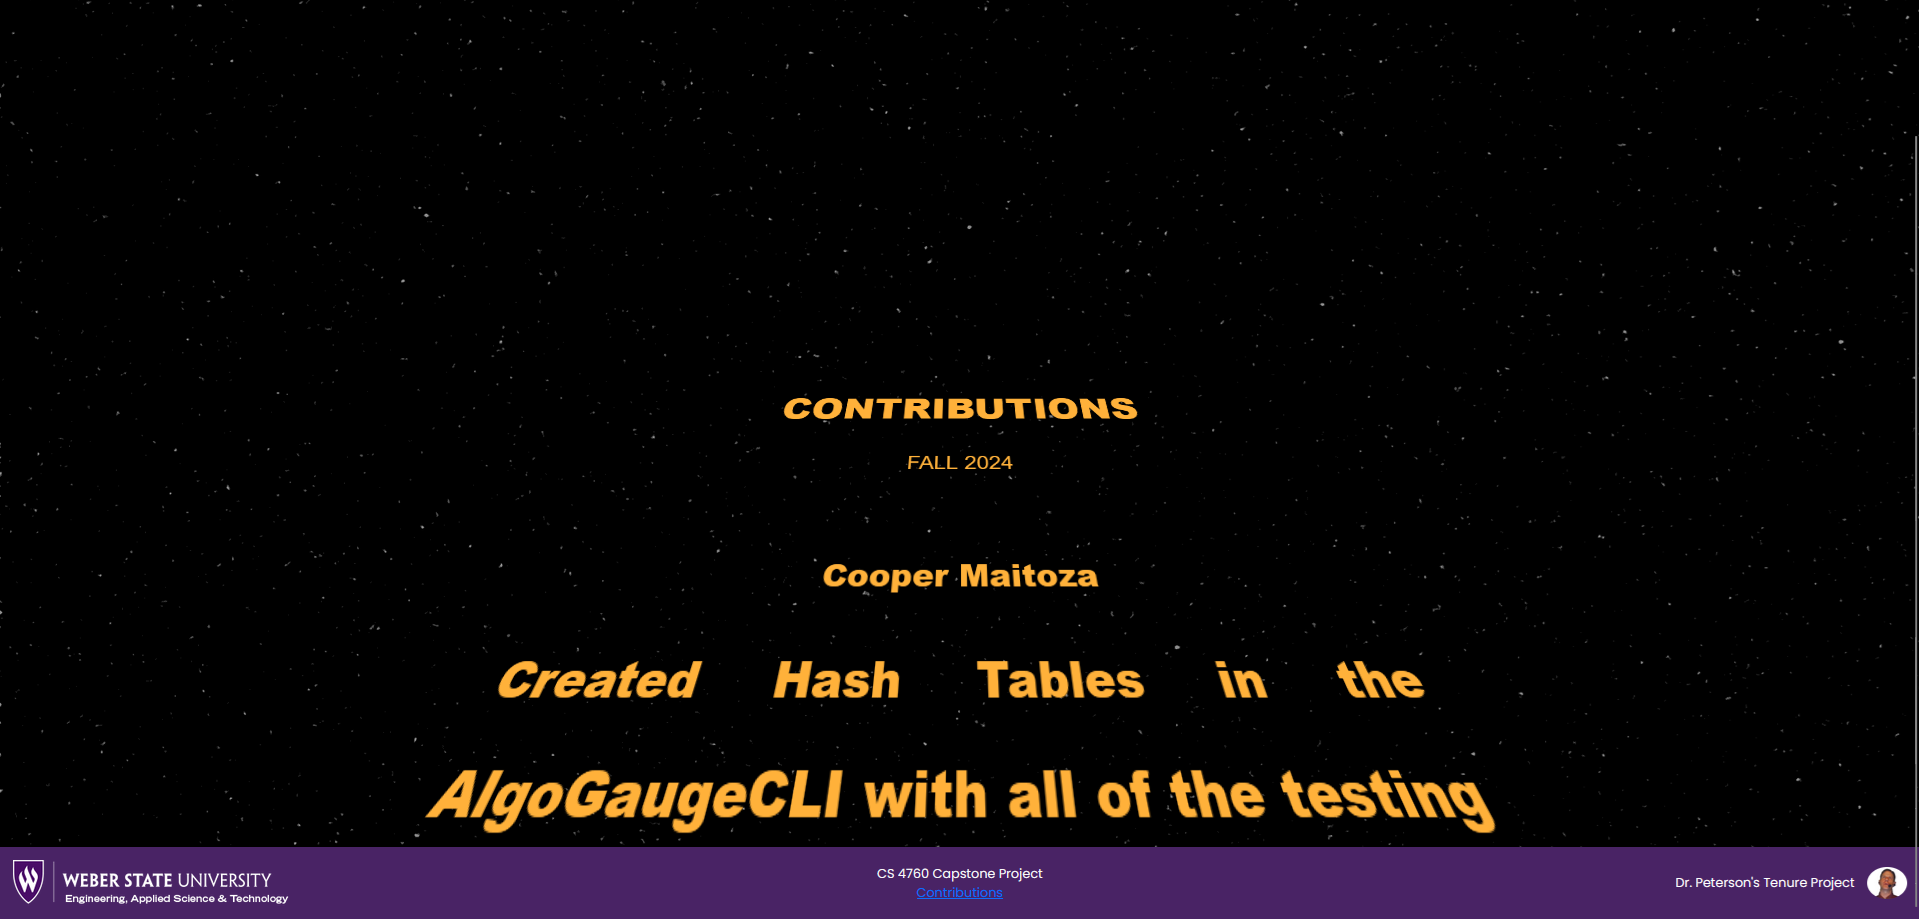 CONTRIBUTIONS
FALL 2024
Cooper Maitoza
Created Hash Tables in the
AlgoGaugeCLI with all of the testing
WEBER STATE UNIVERSITY
Engineering, Applied Science & Technology
CS 4760 Capstone Project
Contributions
Dr. Peterson's Tenure Project